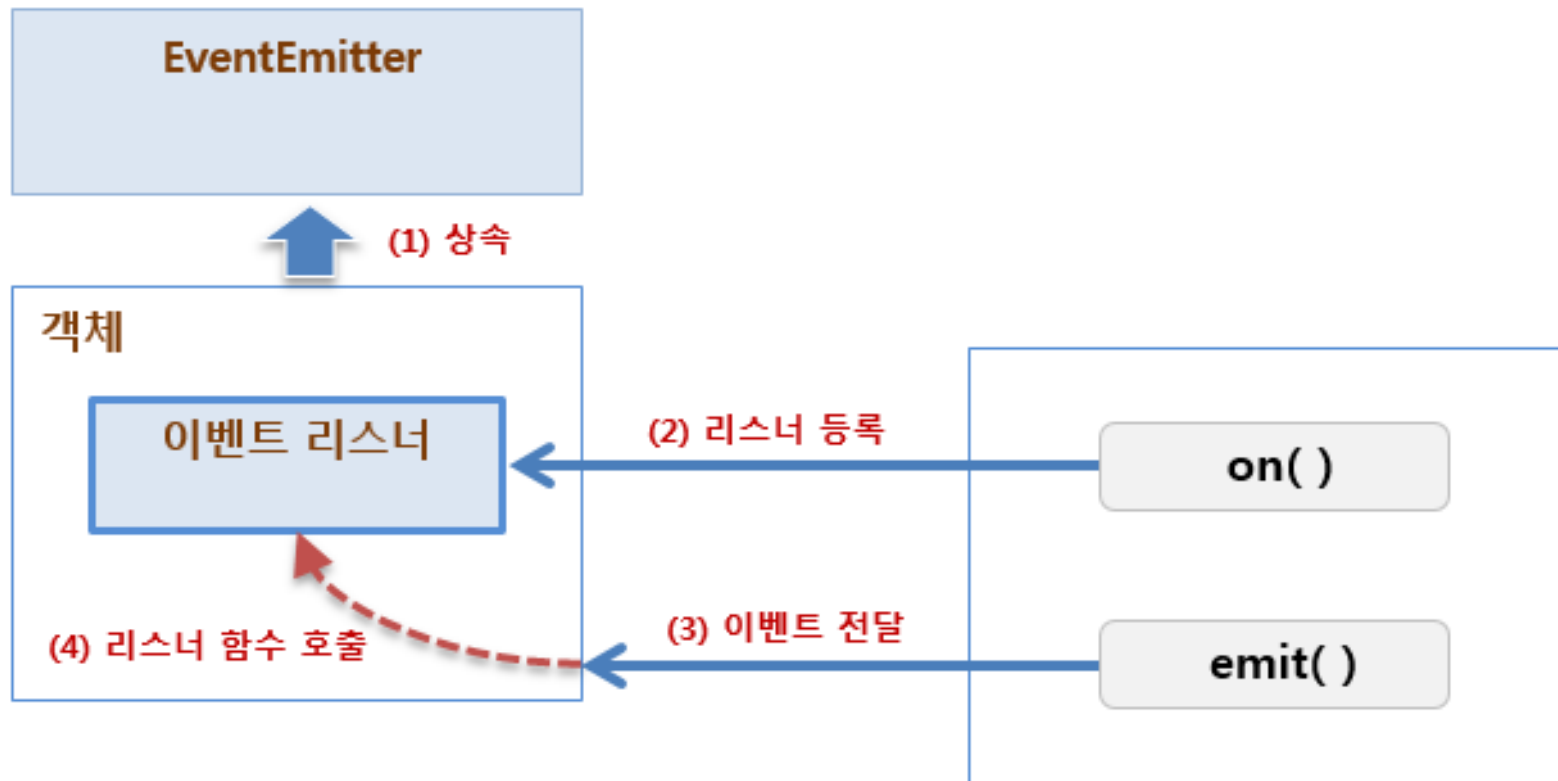 EventEmitter
(1) 상속
객체
이벤트 리스너
(2) 리스너 등록
on( )
(3) 이벤트 전달
(4) 리스너 함수 호출
emit( )